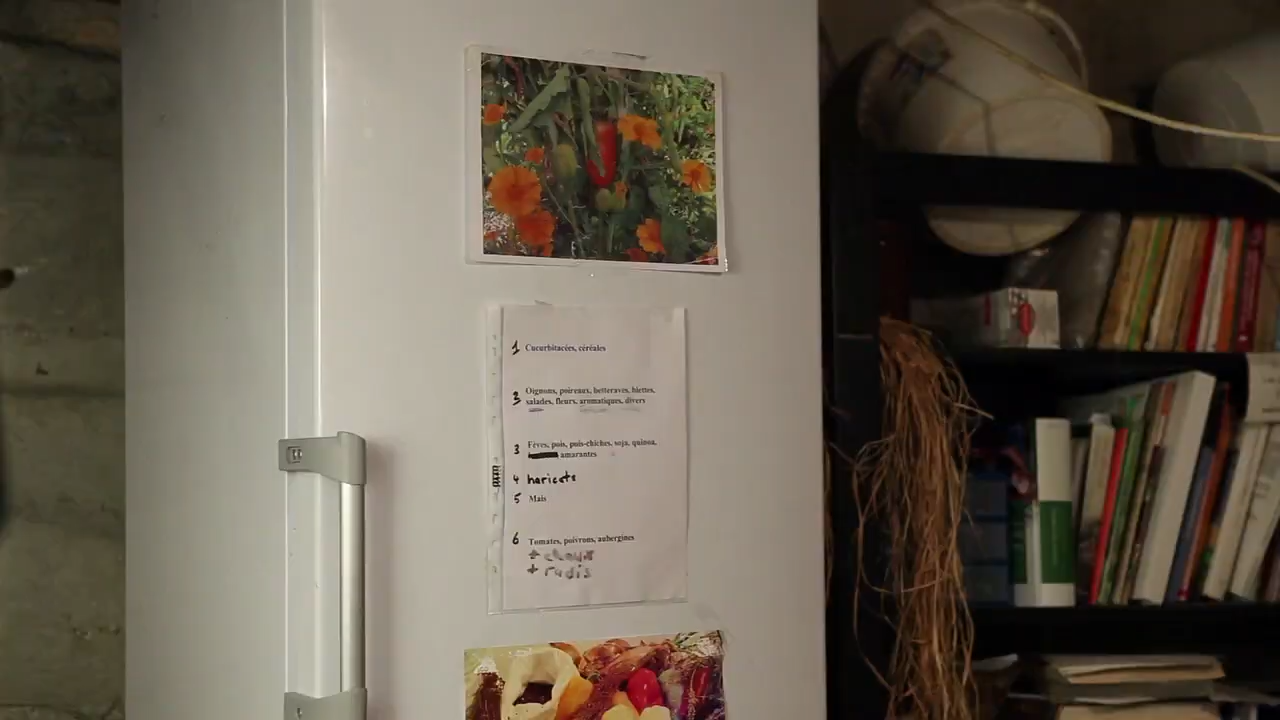 1 Cucurbitacées, céréales
3 Oignons, poireaux, betteraves, blettes,
salades, fleurs, aromatiques, divers
3 Fèves, pois, pois-chiches, soja, quinoa,
amarantes
4 haricots
5 Maïs
6 Tomates, poivrons, aubergines
+ choux
+ radis